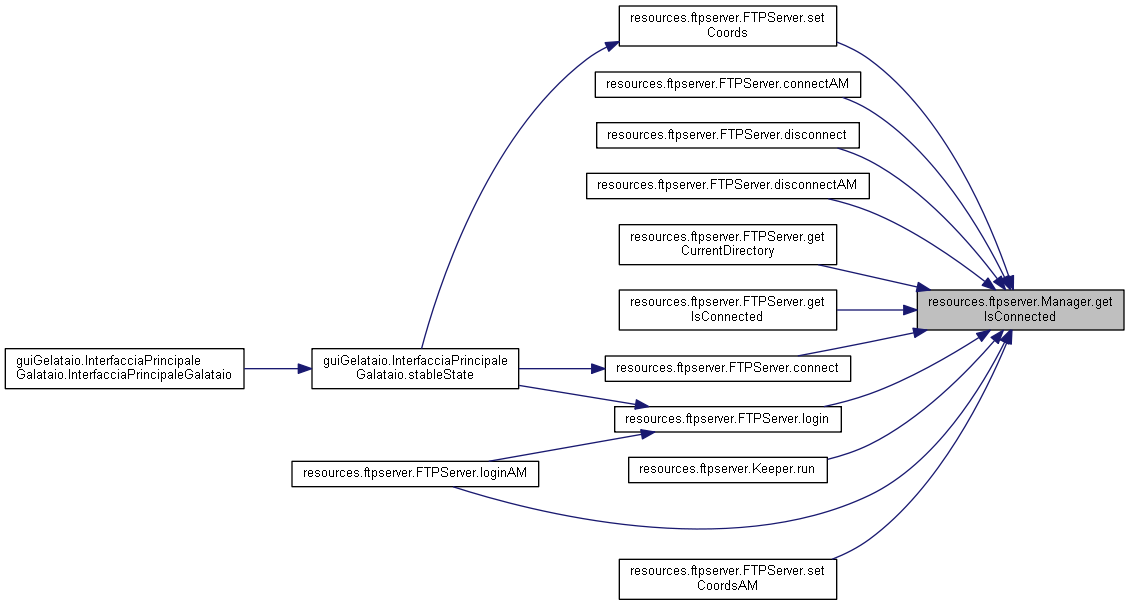 resources.ftpserver.FTPServer.set
Coords
resources.ftpserver.FTPServer.connectAM
resources.ftpserver.FTPServer.disconnect
resources.ftpserver.FTPServer.disconnectAM
resources.ftpserver.FTPServer.get
CurrentDirectory
resources.ftpserver.FTPServer.get
IsConnected
resources.ftpserver.Manager.get
IsConnected
guiGelataio.InterfacciaPrincipale
Galataio.InterfacciaPrincipaleGalataio
guiGelataio.InterfacciaPrincipale
Galataio.stableState
resources.ftpserver.FTPServer.connect
resources.ftpserver.FTPServer.login
resources.ftpserver.FTPServer.loginAM
resources.ftpserver.Keeper.run
resources.ftpserver.FTPServer.set
CoordsAM